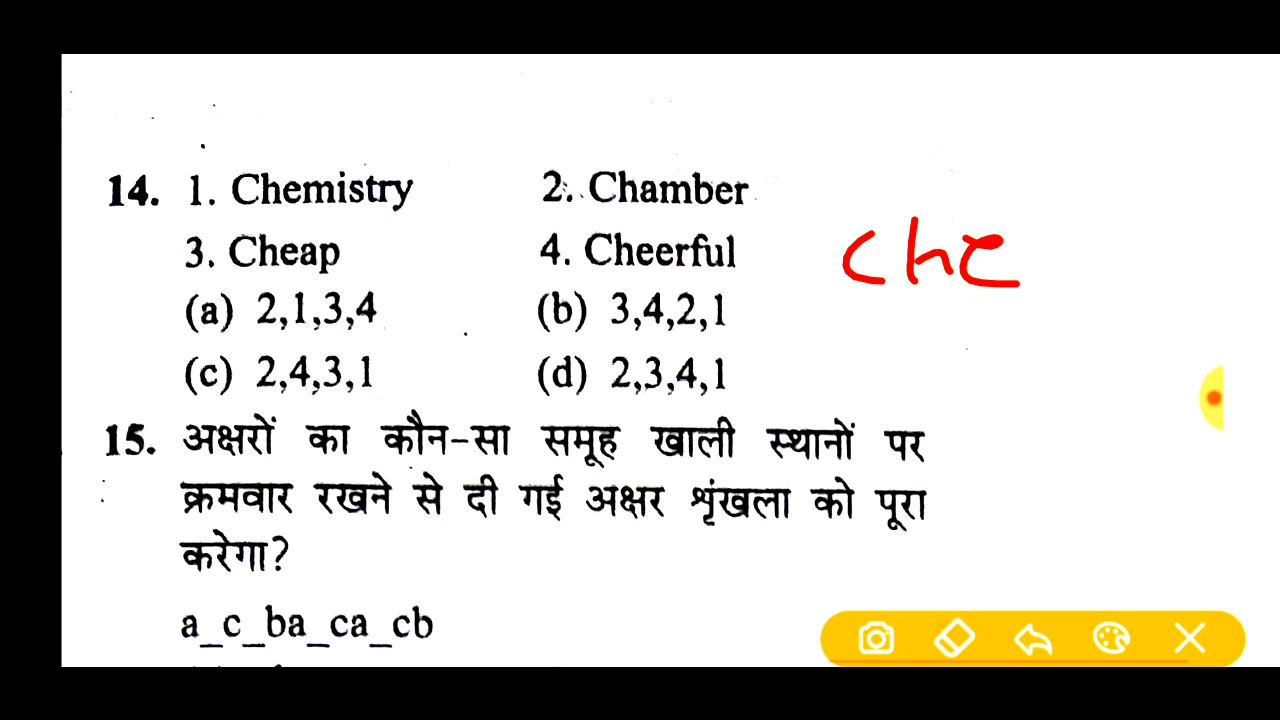 14. 1. Chemistry 2. Chamber
3. Cheap 4. Cheerful
che
(a) 2,1,3,4 (b) 3,4,2,1
(c) 2,4,3,1 (d) 2,3,4,1
15. अक्षरों का कौन-सा समूह खाली स्थानों पर
क्रमवार रखने से दी गई अक्षर शृंखला को पूरा
करेगा?
a_c_ba_ca_cb